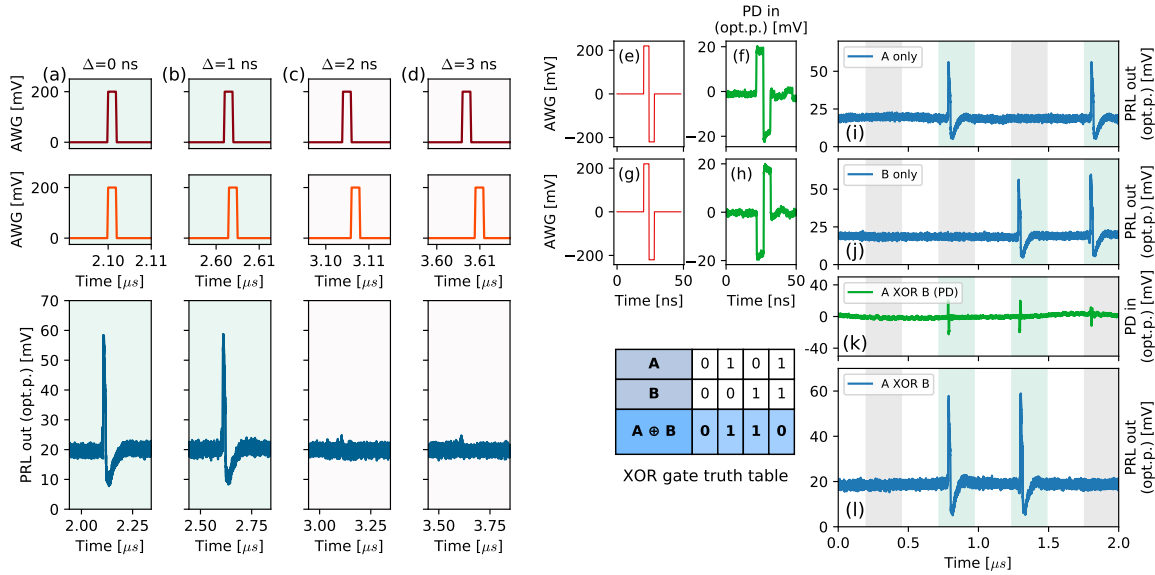 (a)
Δ=0 ns
(b)
Δ=1 ns
(c)
Δ=2 ns
(d)
Δ=3 ns
AWG [mV]
200
0
AWG [mV]
200
0
2.10 2.11
2.60 2.61
3.10 3.11
3.60 3.61
Time [μs]
Time [μs]
Time [μs]
Time [μs]
PRL out (opt.p.) [mV]
70
60
50
40
30
20
10
0
2.00 2.25
2.50 2.75
3.00 3.25
3.50 3.75
Time [μs]
Time [μs]
Time [μs]
Time [μs]
PD in
(opt.p.) [mV]
(e)
AWG [mV]
200
0
−200
(f)
20
0
−20
(g)
AWG [mV]
200
0
−200
0 50
Time [ns]
(h)
20
0
−20
0 50
Time [ns]
A 0 1 0 1
B 0 0 1 1
A ⊕ B 0 1 1 0
XOR gate truth table
A only
50
25
0
(i)
PRL out
(opt.p.) [mV]
B only
50
25
0
(j)
PRL out
(opt.p.) [mV]
A XOR B (PD)
40
0
-40
(k)
PD in
(opt.p.) [mV]
A XOR B
60
40
20
0
(l)
PRL out
(opt.p.) [mV]
0.0 0.5 1.0 1.5 2.0
Time [μs]